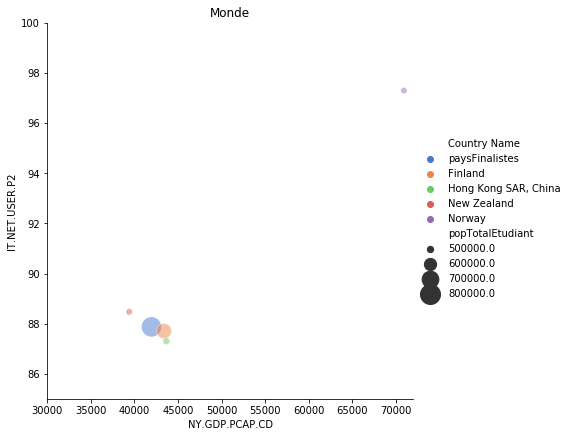 Monde
100
98
96
94
92
90
88
86
IT.NET.USER.P2
30000 35000 40000 45000 50000 55000 60000 65000 70000
NY.GDP.PCAP.CD
Country Name
paysFinalistes
Finland
Hong Kong SAR, China
New Zealand
Norway
popTotalEtudiant
500000.0
600000.0
700000.0
800000.0